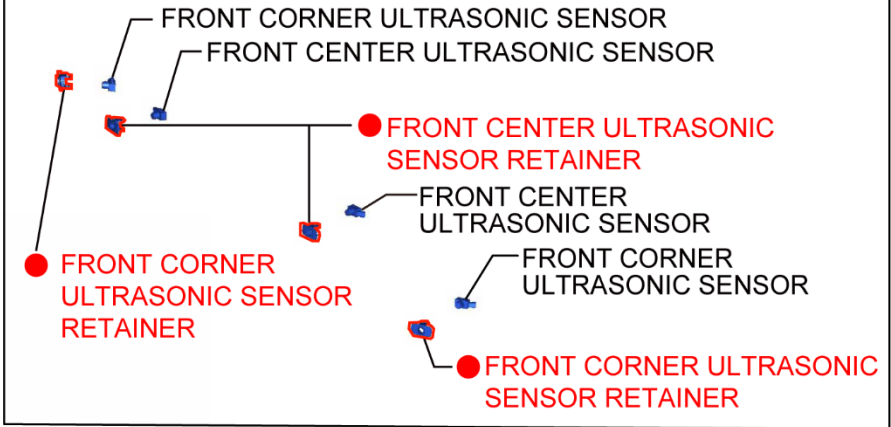 FRONT CORNER ULTRASONIC SENSOR
FRONT CENTER ULTRASONIC SENSOR
FRONT CENTER ULTRASONIC
SENSOR RETAINER
FRONT CENTER
ULTRASONIC SENSOR
FRONT CORNER
ULTRASONIC SENSOR
RETAINER
FRONT CORNER
ULTRASONIC SENSOR
FRONT CORNER ULTRASONIC
SENSOR RETAINER